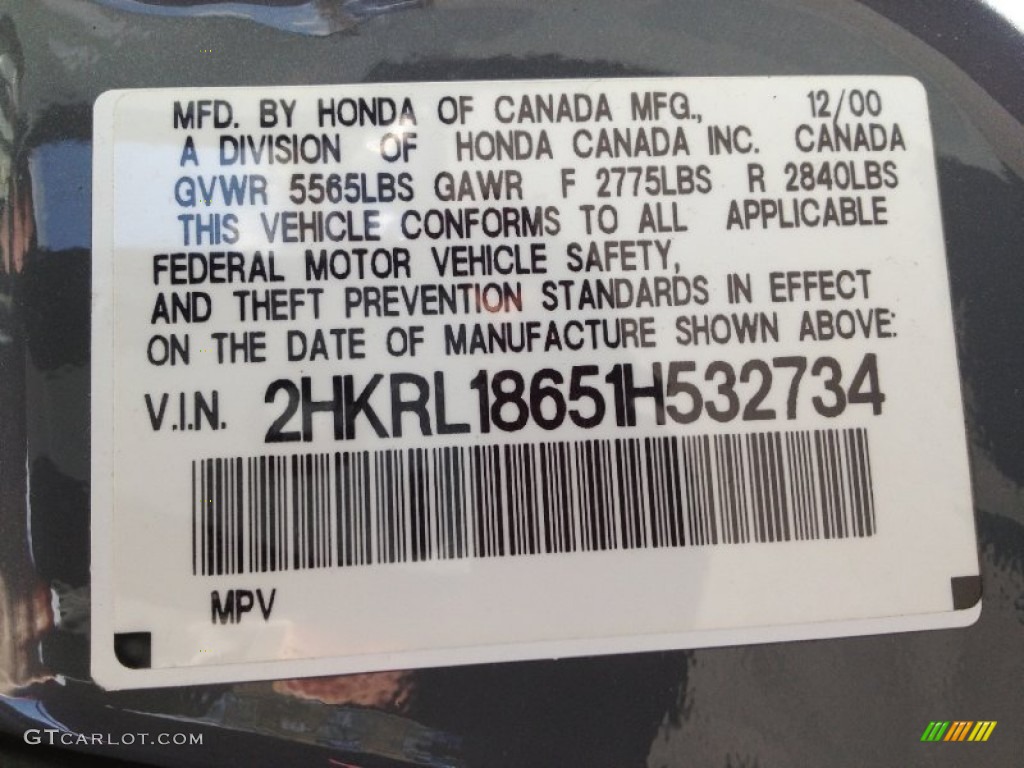 MFD. BY HONDA OF CANADA MFG., 12/00
A DIVISION OF HONDA CANADA INC. CANADA
GVWR 5565LBS GAWR F 2775LBS R 2840LBS
THIS VEHICLE CONFORMS TO ALL APPLICABLE
FEDERAL MOTOR VEHICLE SAFETY,
AND THEFT PREVENTION STANDARDS IN EFFECT
ON THE DATE OF MANUFACTURE SHOWN ABOVE:
V.I.N. 2HKRL18651H532734
MPV
GTCARLOT.COM